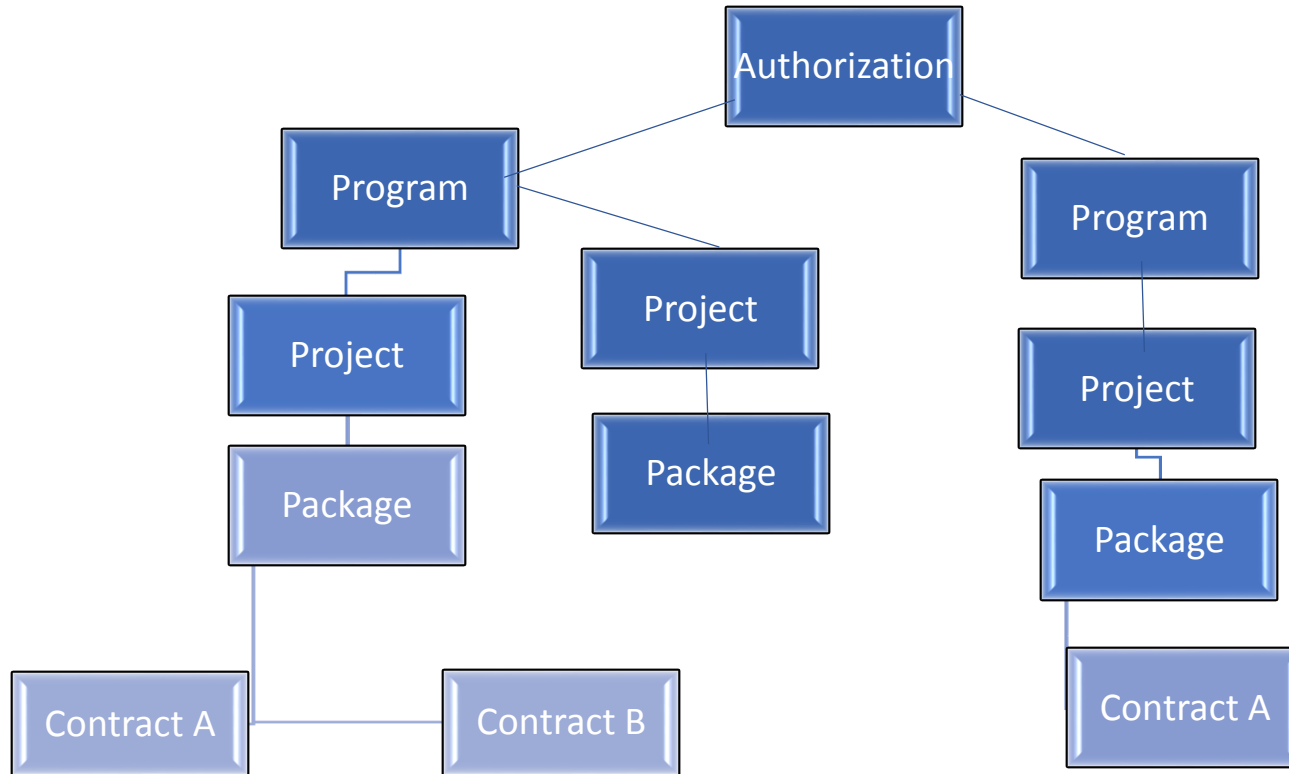 Authorization
Program
Program
Project
Project
Project
Package
Package
Package
Contract A
Contract B
Contract A